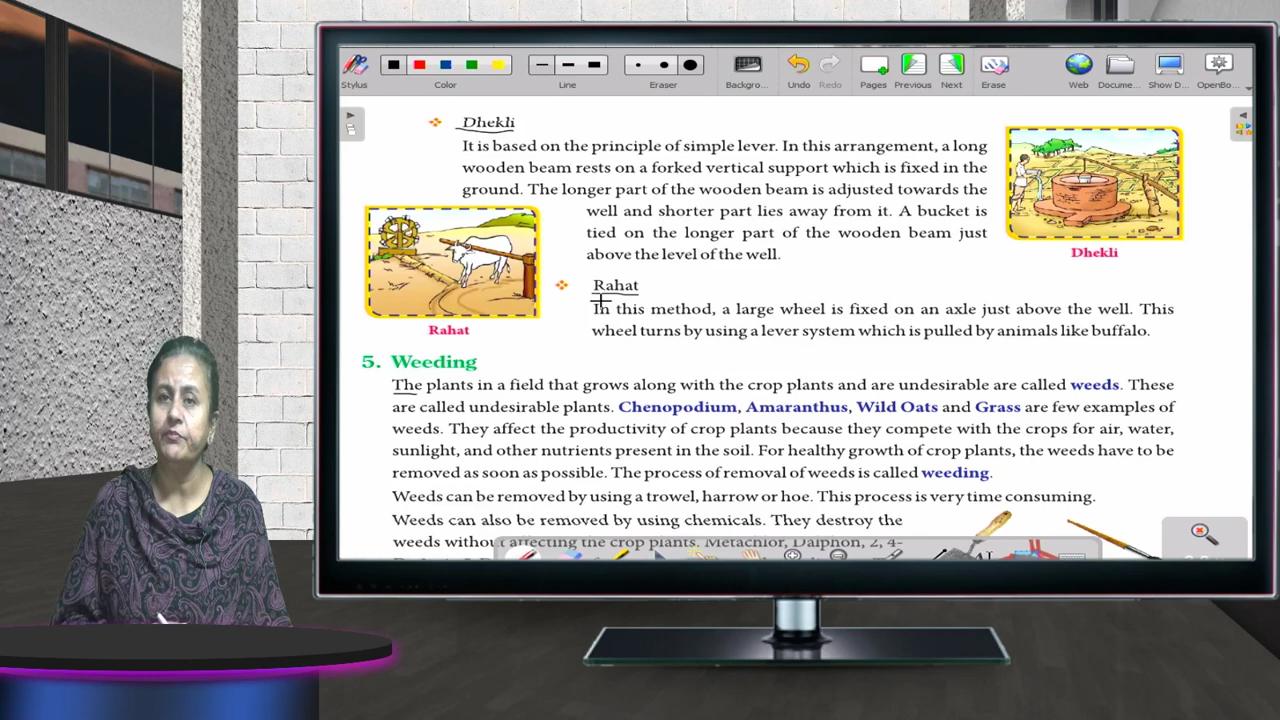 Stylus Color Line Eraser Backgro... Undo Redo Pages Previous Next Erase Web Docume... Show D... OpenBo...
Dhekli
It is based on the principle of simple lever. In this arrangement, a long
wooden beam rests on a forked vertical support which is fixed in the
ground. The longer part of the wooden beam is adjusted towards the
well and shorter part lies away from it. A bucket is
tied on the longer part of the wooden beam just
above the level of the well.
Dhekli
Rahat
Rahat
In this method, a large wheel is fixed on an axle just above the well. This
wheel turns by using a lever system which is pulled by animals like buffalo.
5. Weeding
The plants in a field that grows along with the crop plants and are undesirable are called weeds. These
are called undesirable plants. Chenopodium, Amaranthus, Wild Oats and Grass are few examples of
weeds. They affect the productivity of crop plants because they compete with the crops for air, water,
sunlight, and other nutrients present in the soil. For healthy growth of crop plants, the weeds have to be
removed as soon as possible. The process of removal of weeds is called weeding.
Weeds can be removed by using a trowel, harrow or hoe. This process is very time consuming.
Weeds can also be removed by using chemicals. They destroy the
weeds without affecting the crop plants. Metachlor, Dalphon, 2, 4-